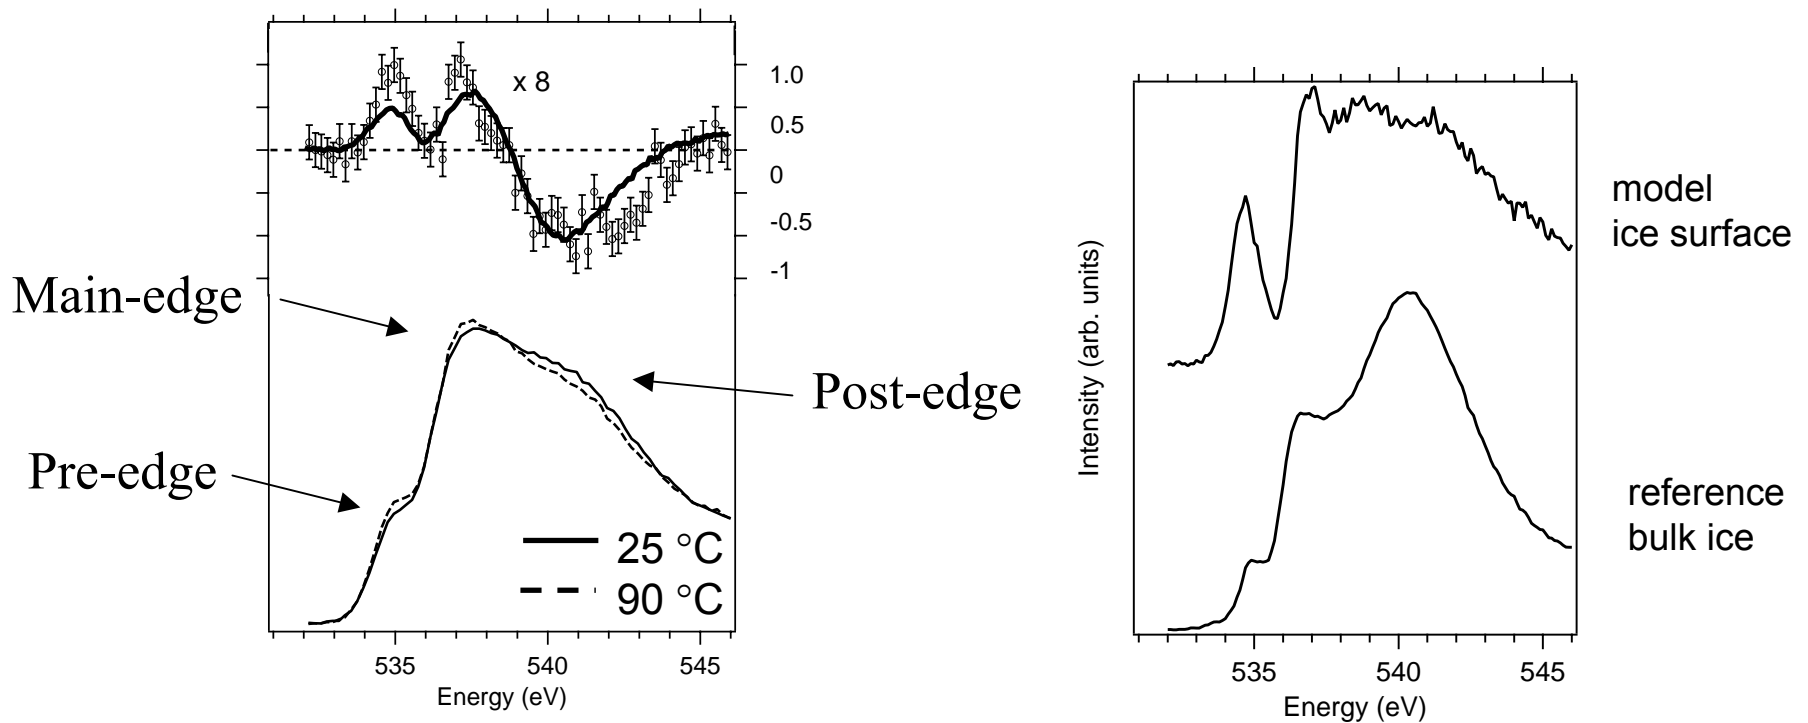 x 8
1.0
0.5
0
-0.5
-1
Main-edge
Pre-edge
Post-edge
25 °C
90 °C
535
540
545
Energy (eV)
Intensity (arb. units)
model
ice surface
reference
bulk ice
535
540
545
Energy (eV)